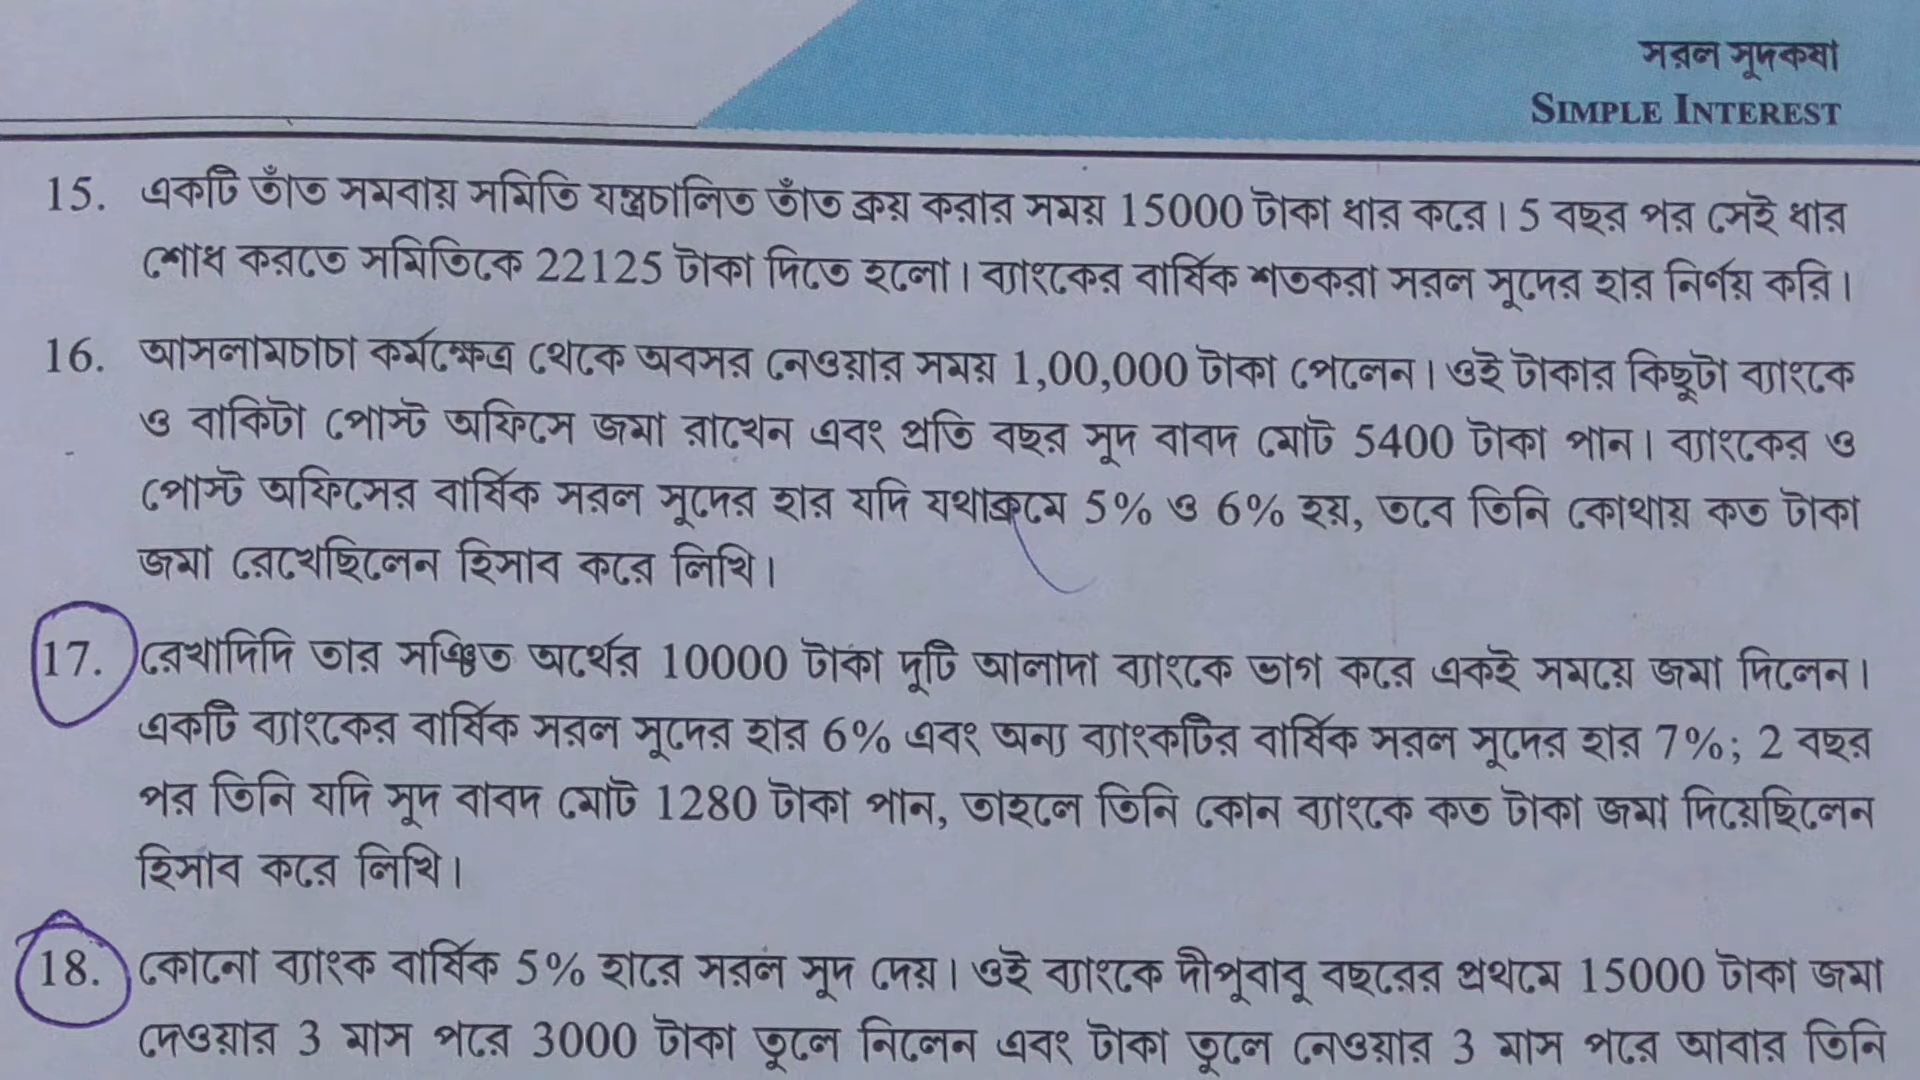 সরল সুদকষা
SIMPLE INTEREST
15. একটি তাঁত সমবায় সমিতি যন্ত্রচালিত তাঁত ক্রয় করার সময় 15000 টাকা ধার করে। 5 বছর পর সেই ধার
শোধ করতে সমিতিকে 22125 টাকা দিতে হলো। ব্যাংকের বার্ষিক শতকরা সরল সুদের হার নির্ণয় করি।
16. আসলামচাচা কর্মক্ষেত্র থেকে অবসর নেওয়ার সময় 1,00,000 টাকা পেলেন। ওই টাকার কিছুটা ব্যাংকে
ও বাকিটা পোস্ট অফিসে জমা রাখেন এবং প্রতি বছর সুদ বাবদ মোট 5400 টাকা পান। ব্যাংকের ও
পোস্ট অফিসের বার্ষিক সরল সুদের হার যদি যথাক্রমে 5% ও 6% হয়, তবে তিনি কোথায় কত টাকা
জমা রেখেছিলেন হিসাব করে লিখি।
17. রেখাদিদি তার সঞ্চিত অর্থের 10000 টাকা দুটি আলাদা ব্যাংকে ভাগ করে একই সময়ে জমা দিলেন।
একটি ব্যাংকের বার্ষিক সরল সুদের হার 6% এবং অন্য ব্যাংকটির বার্ষিক সরল সুদের হার 7%; 2 বছর
পর তিনি যদি সুদ বাবদ মোট 1280 টাকা পান, তাহলে তিনি কোন ব্যাংকে কত টাকা জমা দিয়েছিলেন
হিসাব করে লিখি।
18. কোনো ব্যাংক বার্ষিক 5% হারে সরল সুদ দেয়। ওই ব্যাংকে দীপুবাবু বছরের প্রথমে 15000 টাকা জমা
দেওয়ার 3 মাস পরে 3000 টাকা তুলে নিলেন এবং টাকা তুলে নেওয়ার 3 মাস পরে আবার তিনি